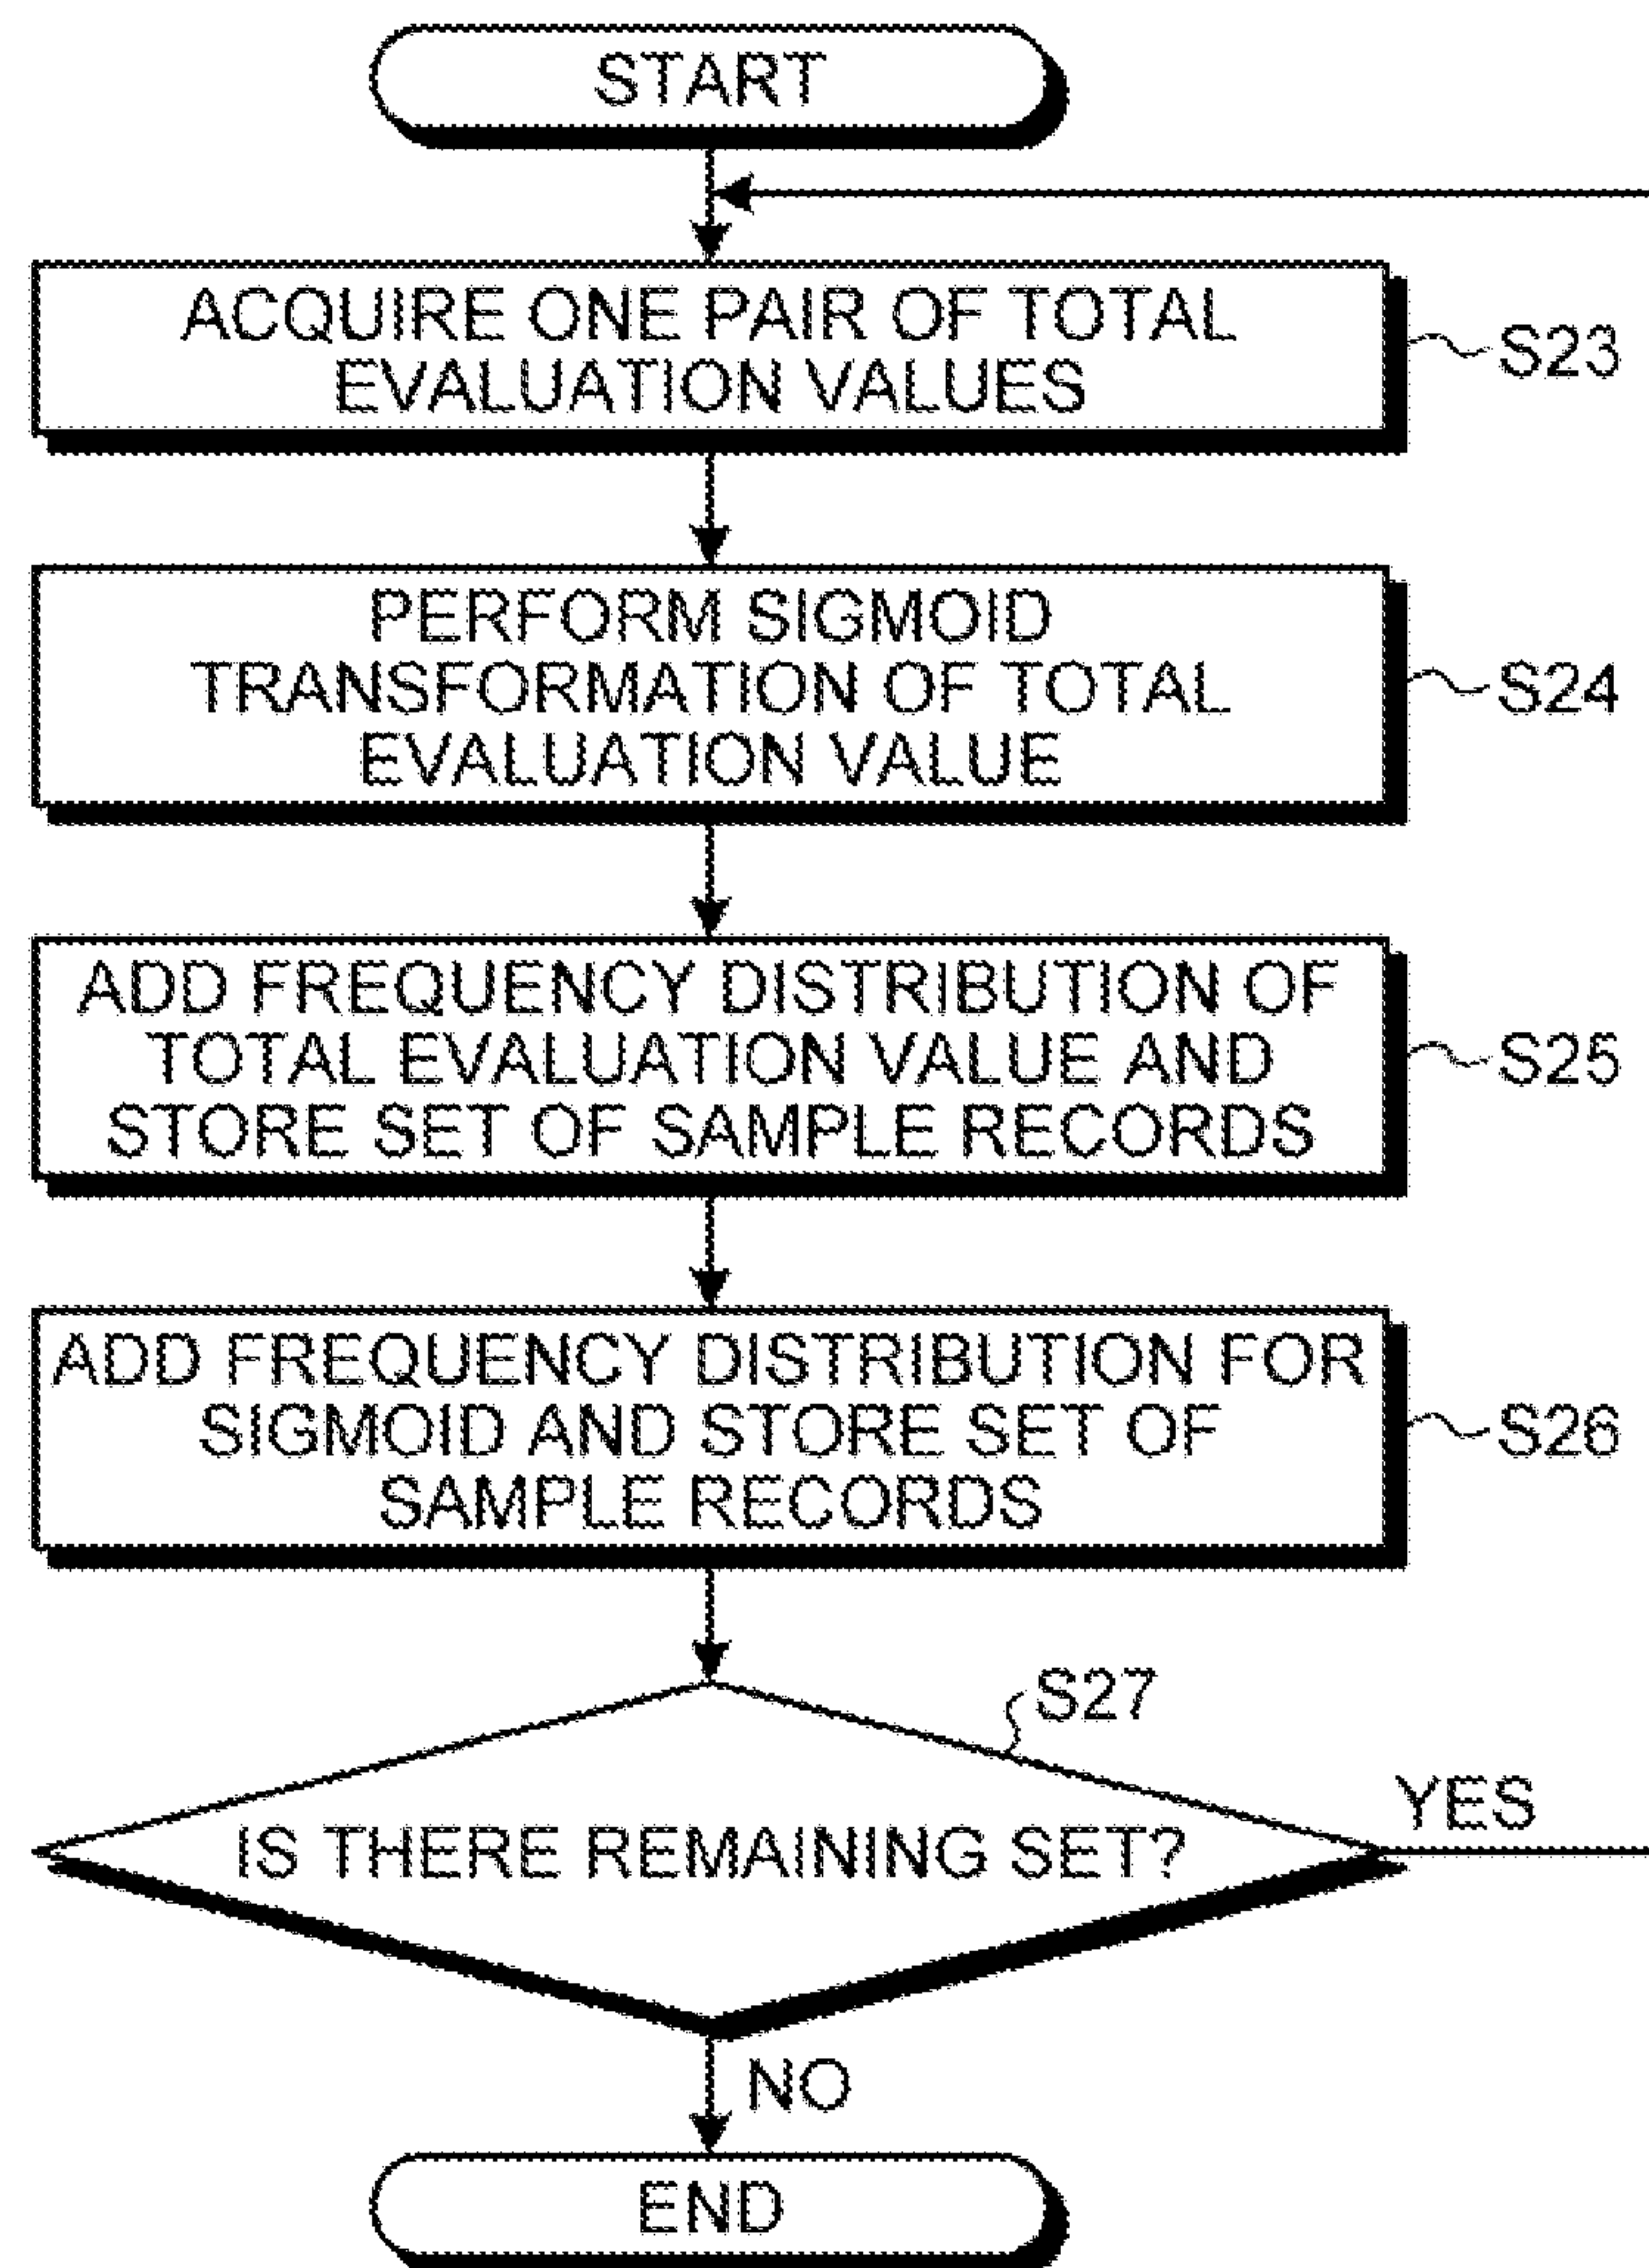 START
ACQUIRE ONE PAIR OF TOTAL
EVALUATION VALUES
S23
PERFORM SIGMOID
TRANSFORMATION OF TOTAL
EVALUATION VALUE
S24
ADD FREQUENCY DISTRIBUTION OF
TOTAL EVALUATION VALUE AND
STORE SET OF SAMPLE RECORDS
S25
ADD FREQUENCY DISTRIBUTION FOR
SIGMOID AND STORE SET OF
SAMPLE RECORDS
S26
S27
IS THERE REMAINING SET?
YES
NO
END